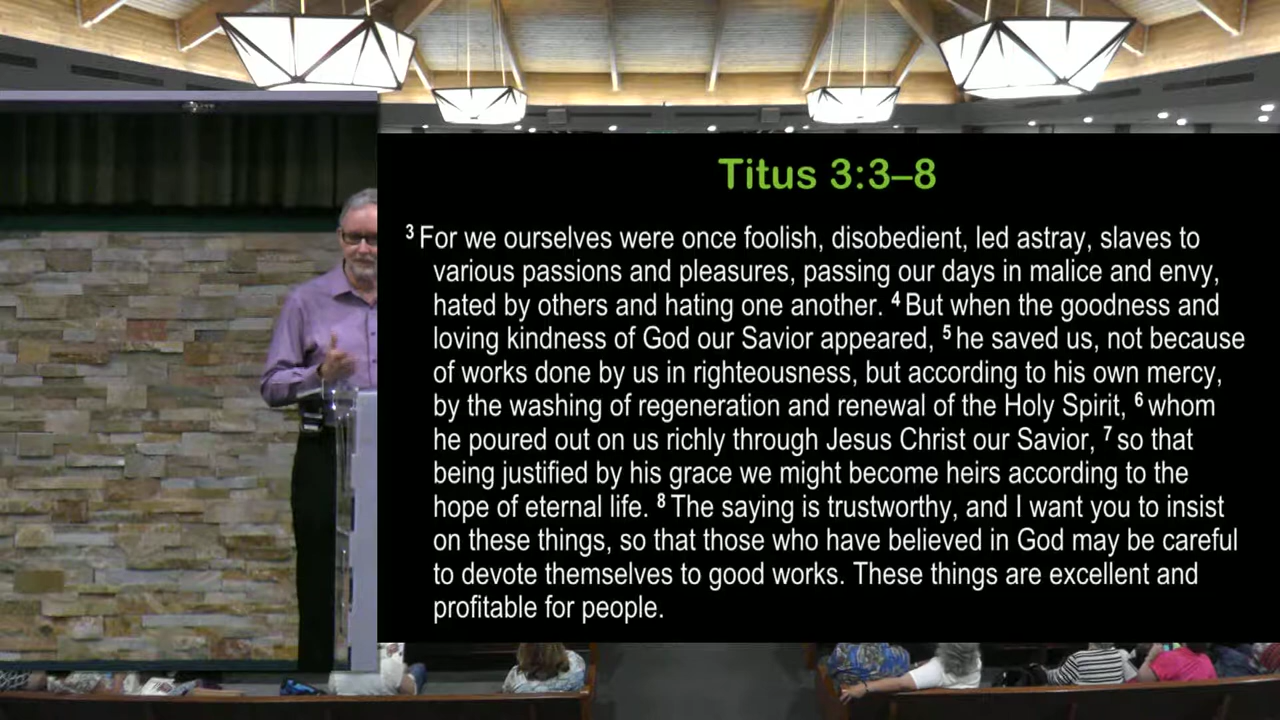 Titus 3:3–8
³ For we ourselves were once foolish, disobedient, led astray, slaves to
various passions and pleasures, passing our days in malice and envy,
hated by others and hating one another. ⁴ But when the goodness and
loving kindness of God our Savior appeared, ⁵ he saved us, not because
of works done by us in righteousness, but according to his own mercy,
by the washing of regeneration and renewal of the Holy Spirit, ⁶ whom
he poured out on us richly through Jesus Christ our Savior, ⁷ so that
being justified by his grace we might become heirs according to the
hope of eternal life. ⁸ The saying is trustworthy, and I want you to insist
on these things, so that those who have believed in God may be careful
to devote themselves to good works. These things are excellent and
profitable for people.